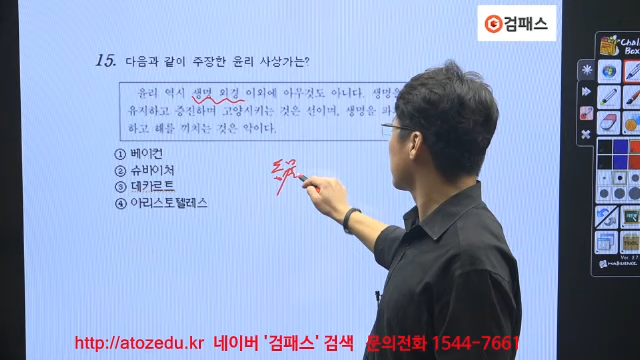 검패스
15. 다음과 같이 주장한 윤리 사상가는?
윤리 역시 생명 외경 이외에 아무것도 아니다. 생명을
유지하고 증진하며 고양시키는 것은 선이며, 생명을 파
하고 해를 끼치는 것은 악이다.
① 베이컨
② 슈바이처
③ 데카르트
④ 아리스토텔레스
동물
http://atozedu.kr 네이버 '검패스' 검색 문의전화 1544-7661